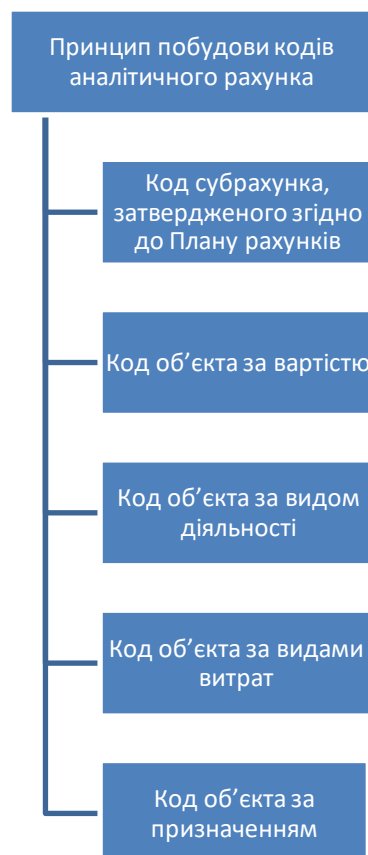 Принцип побудови кодів
аналітичного рахунка
Код субрахунка,
затвердженого згідно
до Плану рахунків
Код об’єкта за вартістю
Код об’єкта за видом
діяльності
Код об’єкта за видами
витрат
Код об’єкта за
призначенням